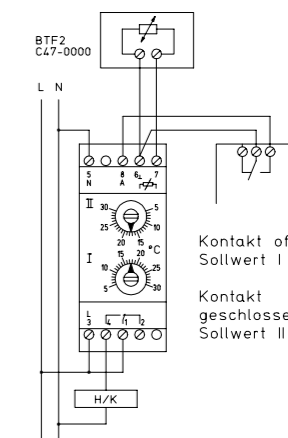 BTF2
C47-0000
L N
5 8 6 7
N A
II
30 5
25 10
20 15
°C
I
15 20
10 25
5 30
L
3 4 1 2
H/K
Kontakt of
Sollwert I
Kontakt
geschlosse
Sollwert II